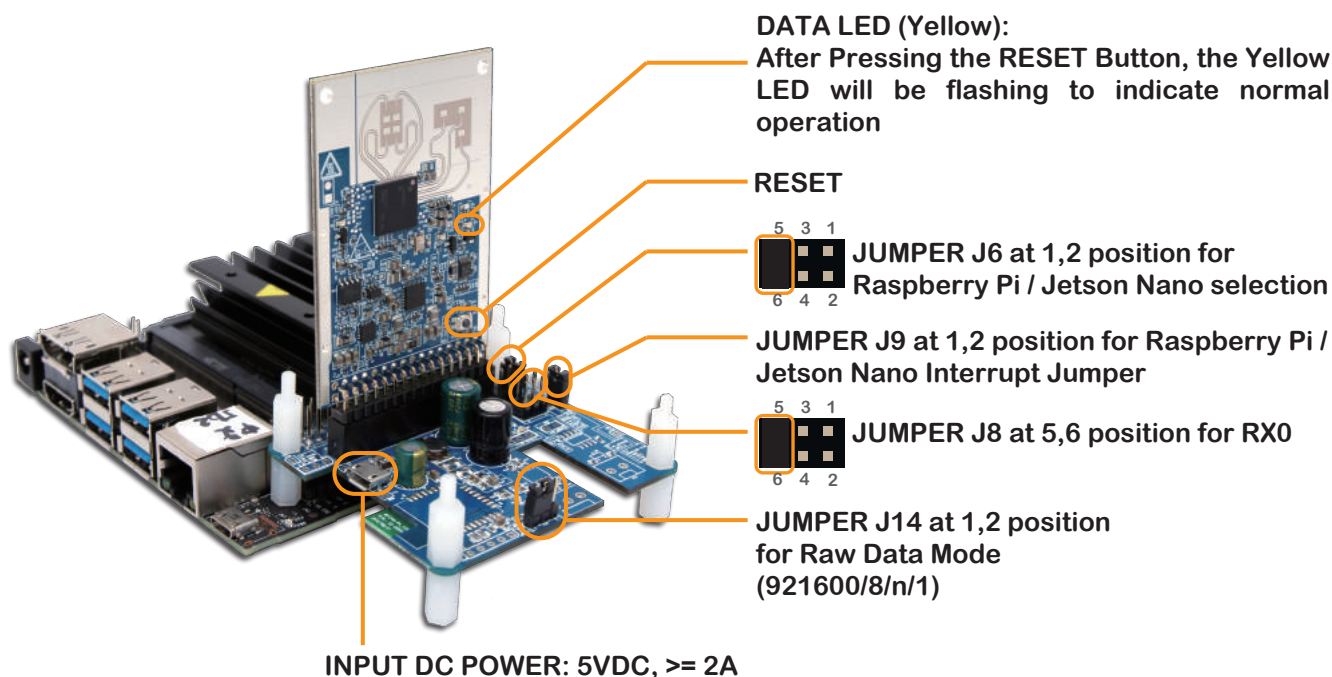 DATA LED (Yellow):
After Pressing the RESET Button, the Yellow
LED will be flashing to indicate normal
operation
RESET
5 3 1
JUMPER J6 at 1,2 position for
Raspberry Pi / Jetson Nano selection
6 4 2
JUMPER J9 at 1,2 position for Raspberry Pi /
Jetson Nano Interrupt Jumper
5 3 1
JUMPER J8 at 5,6 position for RX0
6 4 2
JUMPER J14 at 1,2 position
for Raw Data Mode
(921600/8/n/1)
INPUT DC POWER: 5VDC, >= 2A